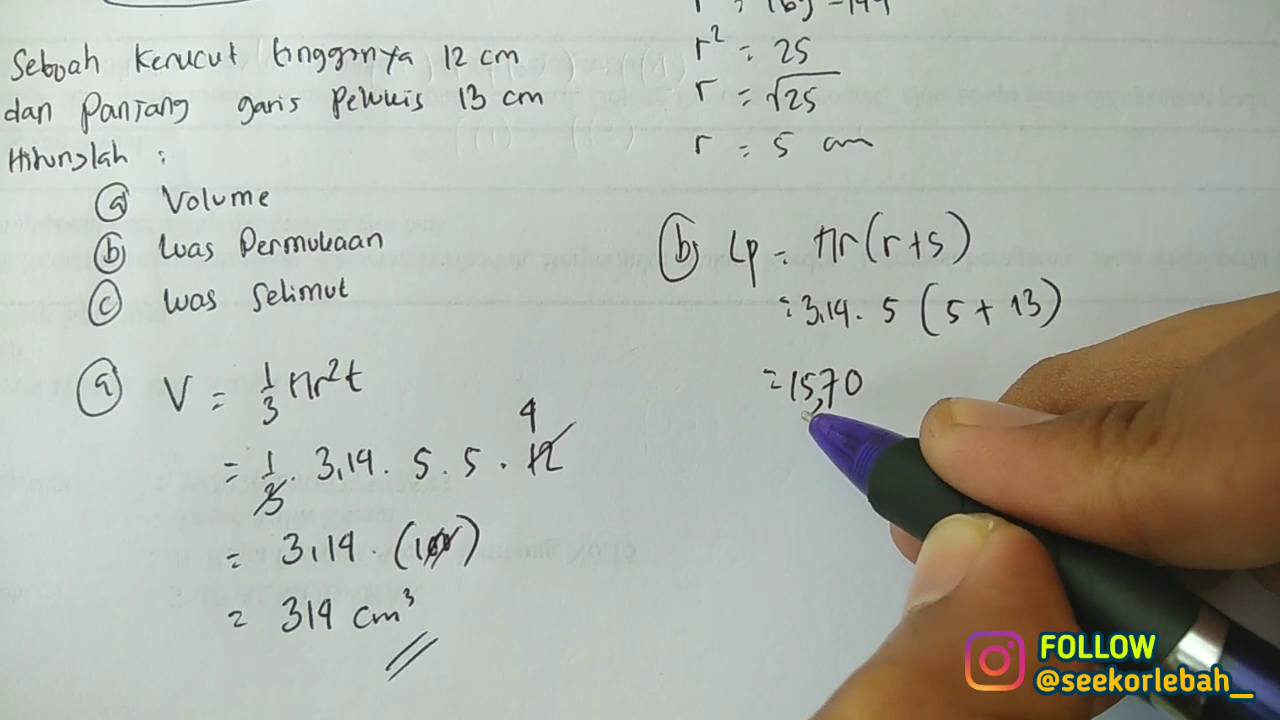 Sebuah Kerucut tingginya 12 cm
dan Panjang garis Pelukis 13 cm
Hitunglah :
(a) Volume
(b) Luas Permukaan
(c) Luas Selimut
(a) V = 1/3 πr²t
= 1/3 . 3,14 . 5 . 5 . 12 4
= 3,14 . (100)
= 314 cm³
r² = 25
r = √25
r = 5 cm
(b) Lp = πr(r+s)
= 3,14 . 5 (5 + 13)
= 15,70
FOLLOW
@seekorlebah_